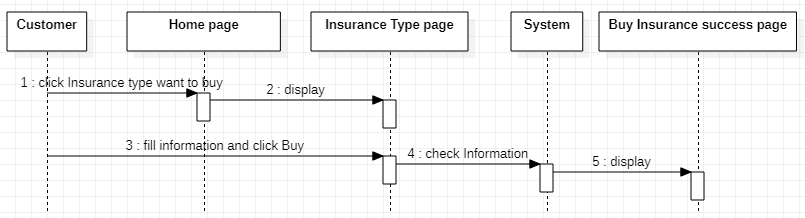 Customer
Home page
Insurance Type page
System
Buy Insurance success page
1 : click Insurance type want to buy
2 : display
3 : fill information and click Buy
4 : check Information
5 : display